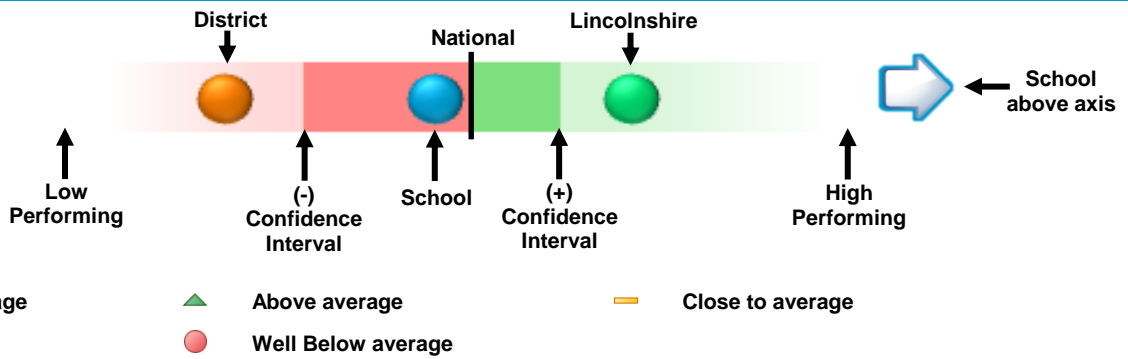 District
Lincolnshire
National
School
above axis
Low
Performing
(-)
Confidence
Interval
School
(+)
Confidence
Interval
High
Performing
Above average
Close to average
Well Below average